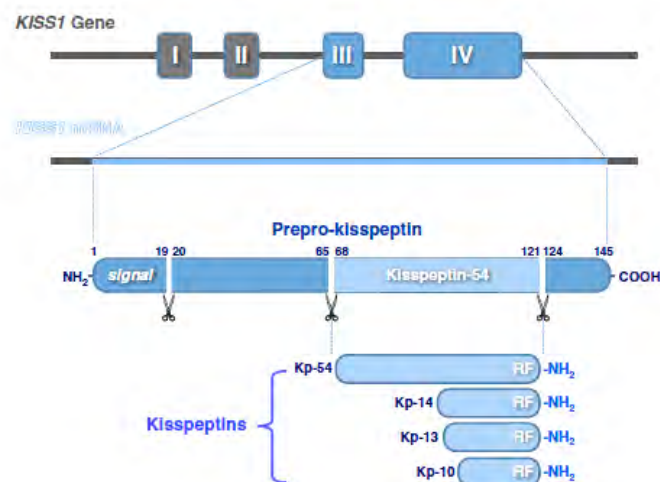 KISS1 Gene
I II III IV
KISS1 mRNA
Prepro-kisspeptin
1 19 20 65 68 121 124 145
NH2- signal Kisspeptin-54 -COOH
Kp-54 RF -NH2
Kp-14 RF -NH2
Kisspeptins
Kp-13 RF -NH2
Kp-10 RF -NH2